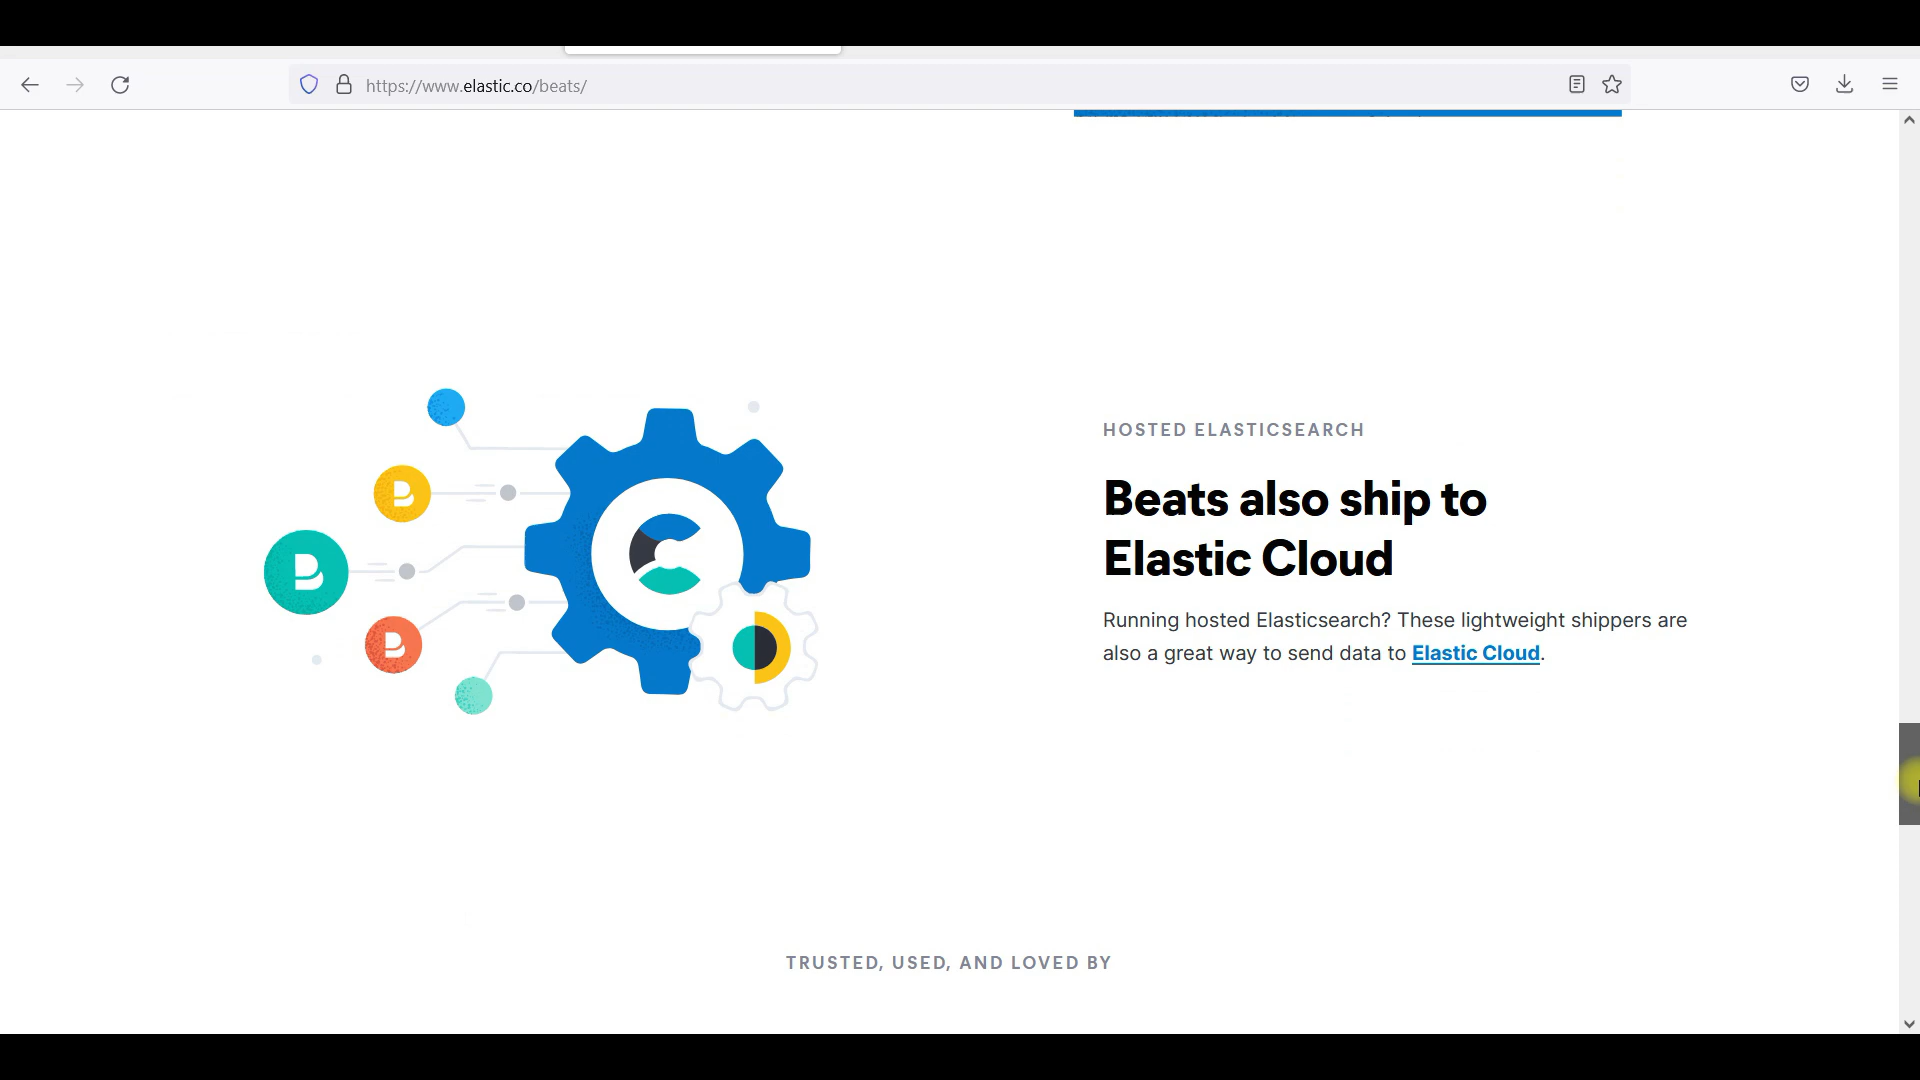 https://www.elastic.co/beats/
HOSTED ELASTICSEARCH
Beats also ship to
Elastic Cloud
Running hosted Elasticsearch? These lightweight shippers are
also a great way to send data to Elastic Cloud.
TRUSTED, USED, AND LOVED BY